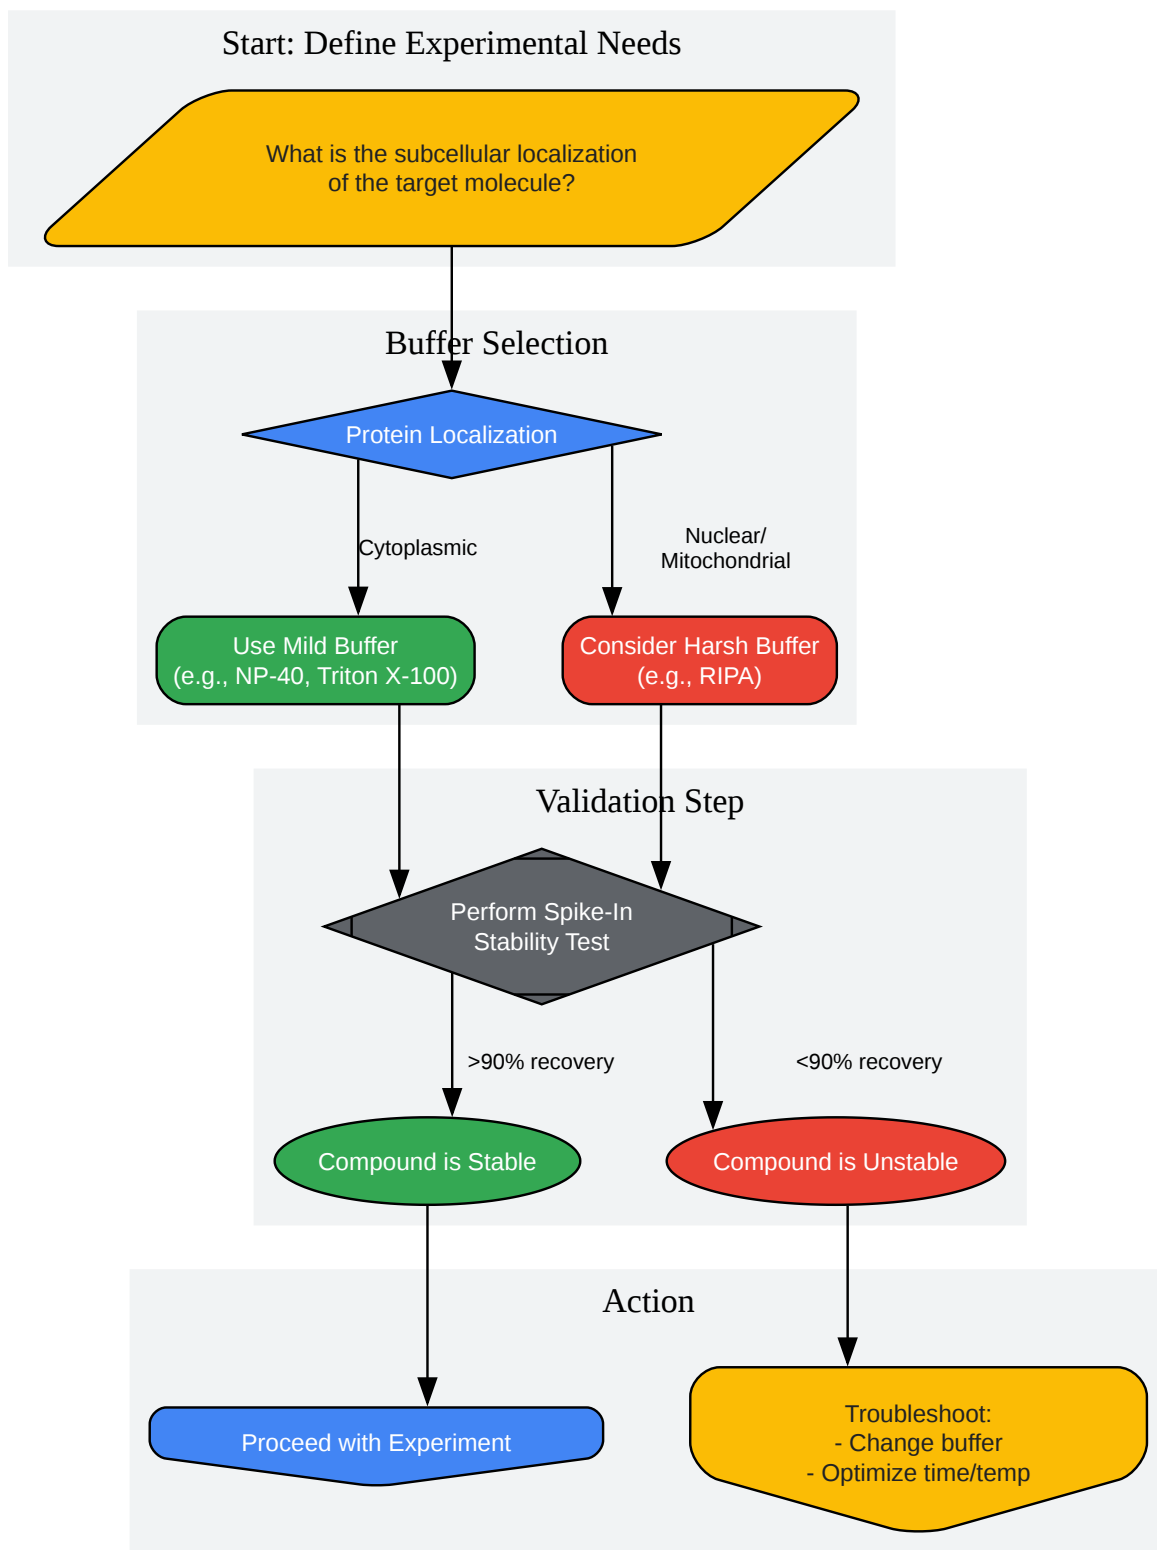 Start: Define Experimental Needs
What is the subcellular localization
of the target molecule?
Buffer Selection
Protein Localization
Cytoplasmic
Nuclear/
Mitochondrial
Use Mild Buffer
(e.g., NP-40, Triton X-100)
Consider Harsh Buffer
(e.g., RIPA)
Validation Step
Perform Spike-In
Stability Test
>90% recovery
<90% recovery
Compound is Stable
Compound is Unstable
Action
Proceed with Experiment
Troubleshoot:
- Change buffer
- Optimize time/temp